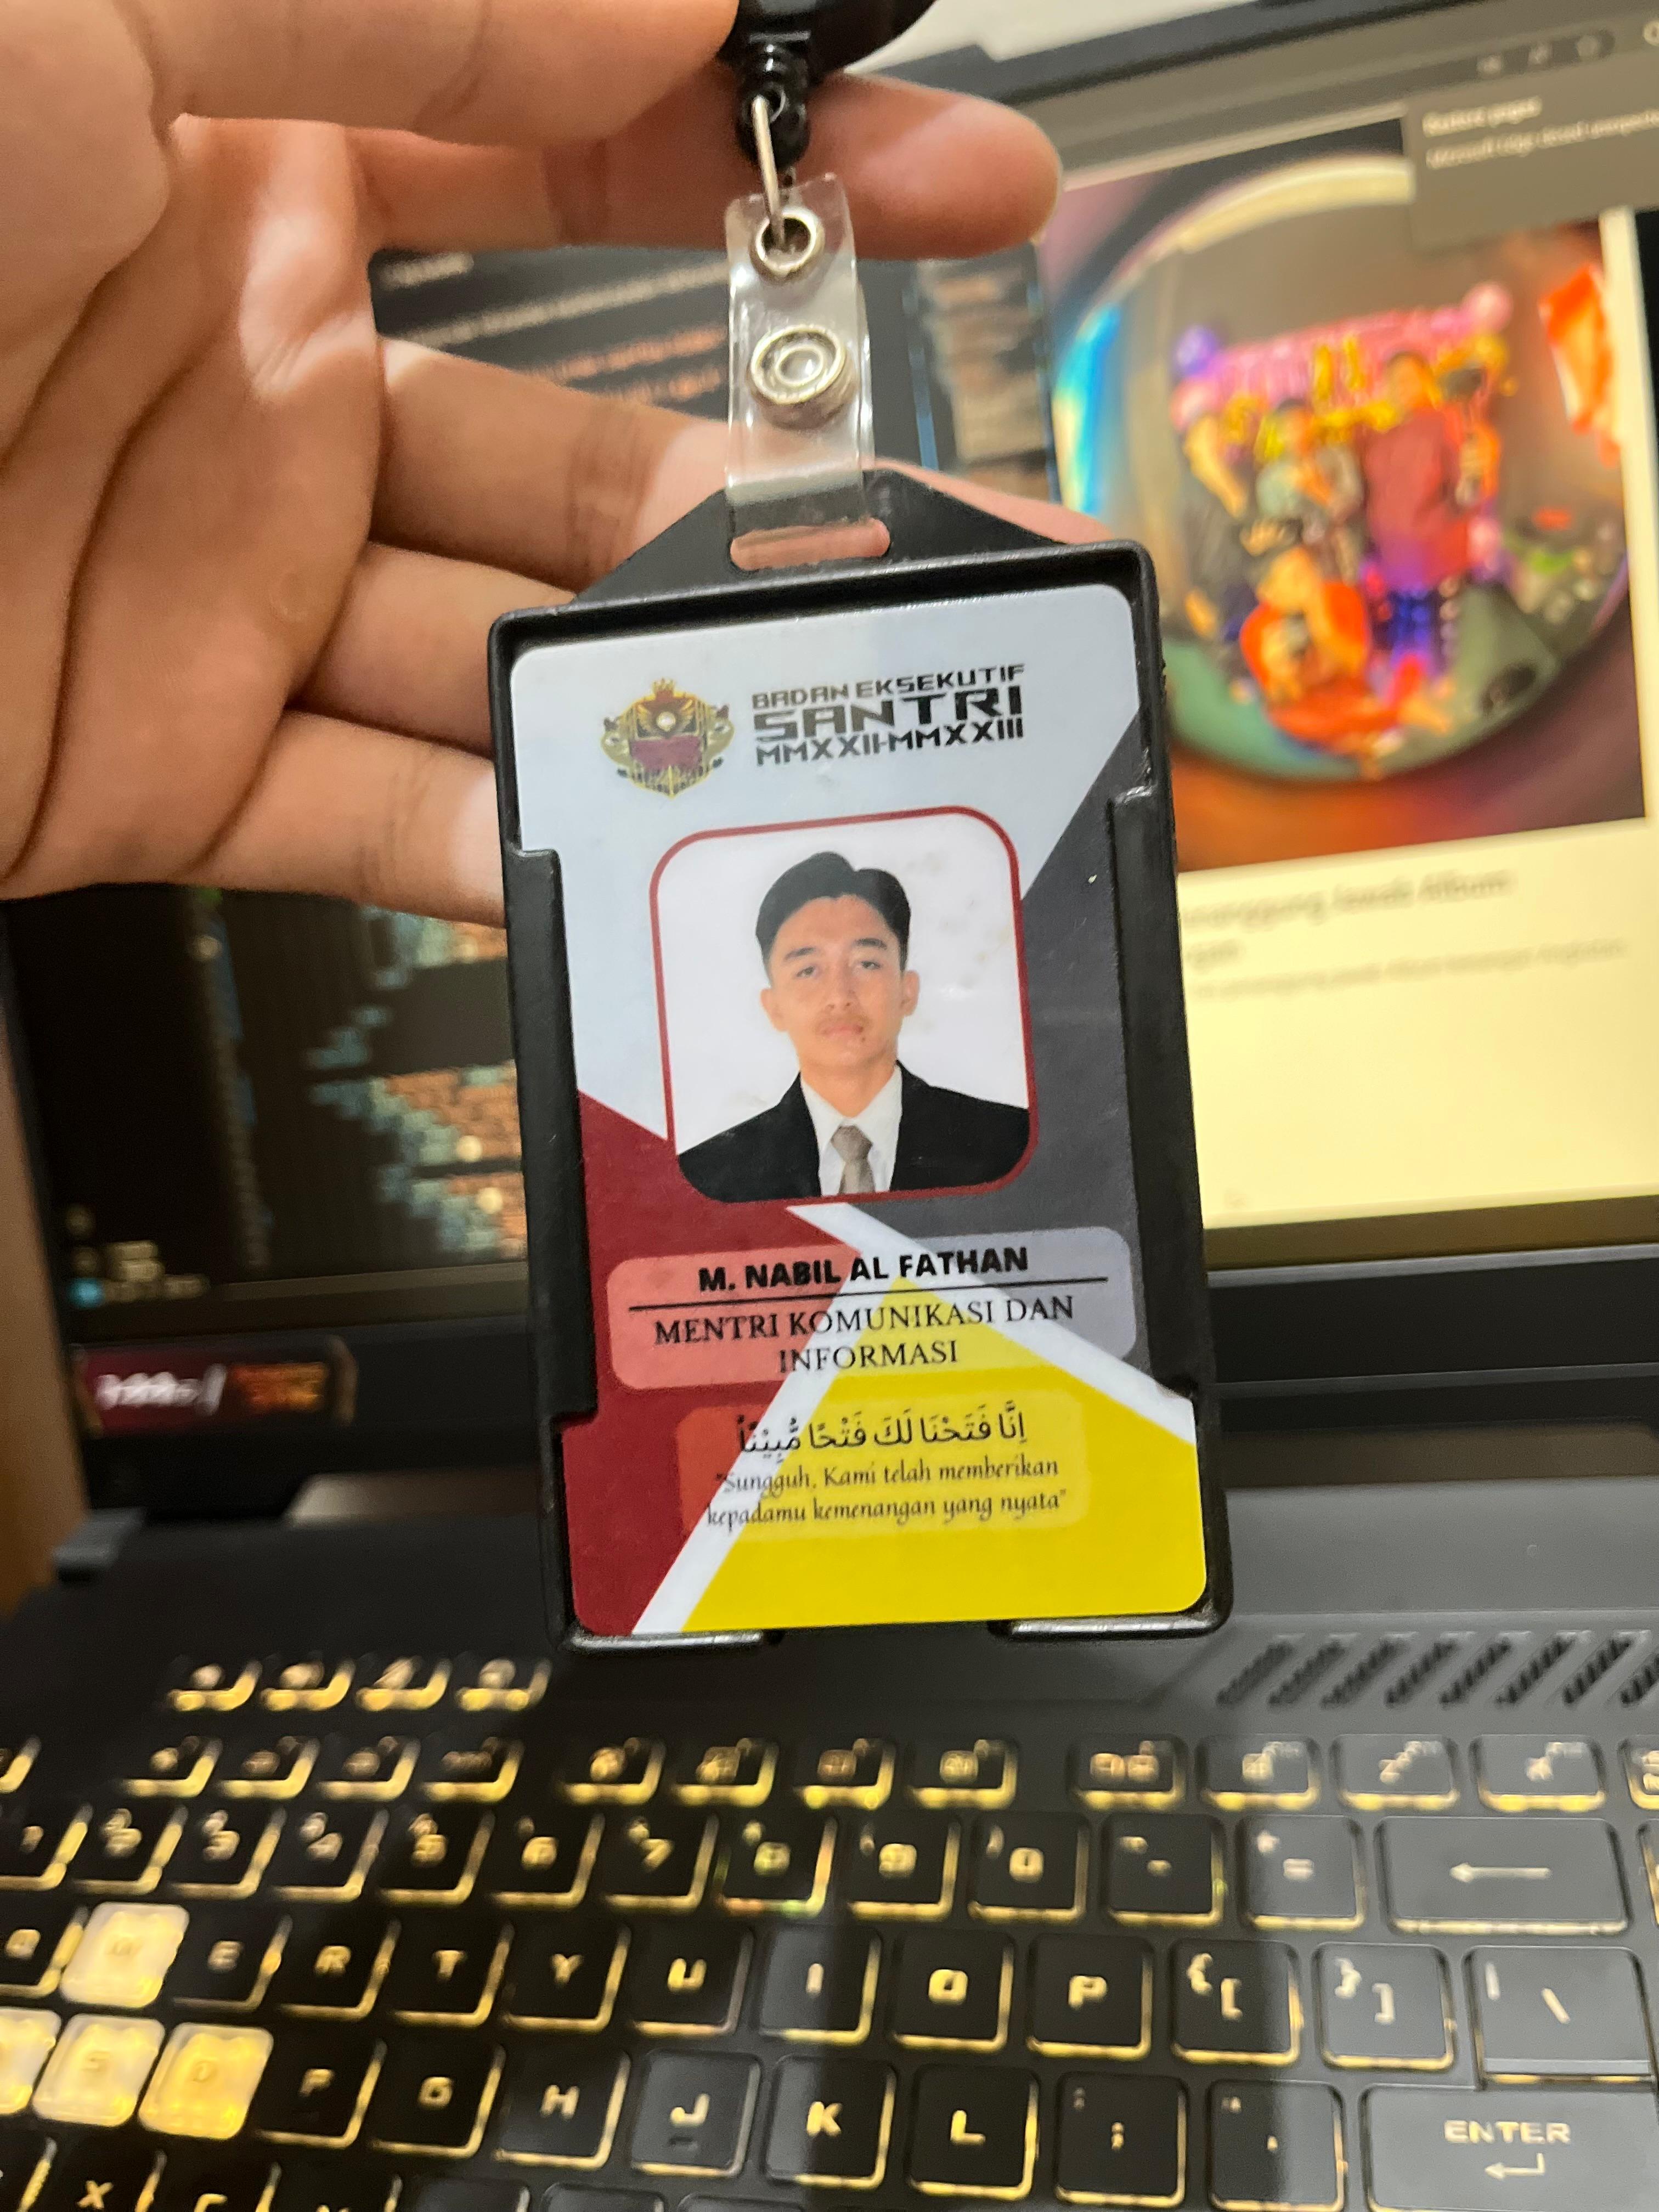 BADAN EKSEKUTIF
SANTRI
MMXXII-MMXXIII
M. NABIL AL FATHAN
MENTRI KOMUNIKASI DAN
INFORMASI
اِنَّا فَتَحْنَا لَكَ فَتْحًا مُّبِيْنًاۙ
"Sungguh, Kami telah memberikan
kepadamu kemenangan yang nyata"
E R T Y U I O P { [ } ] | \
S D F G H J K L : ;
ENTER
X